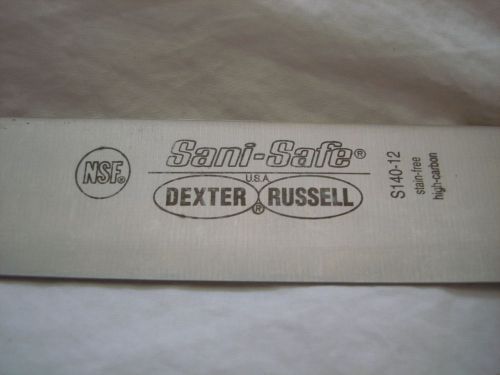 NSF®
Sani-Safe®
U.S.A
DEXTER ® RUSSELL
S140-12
stain-free
high-carbon